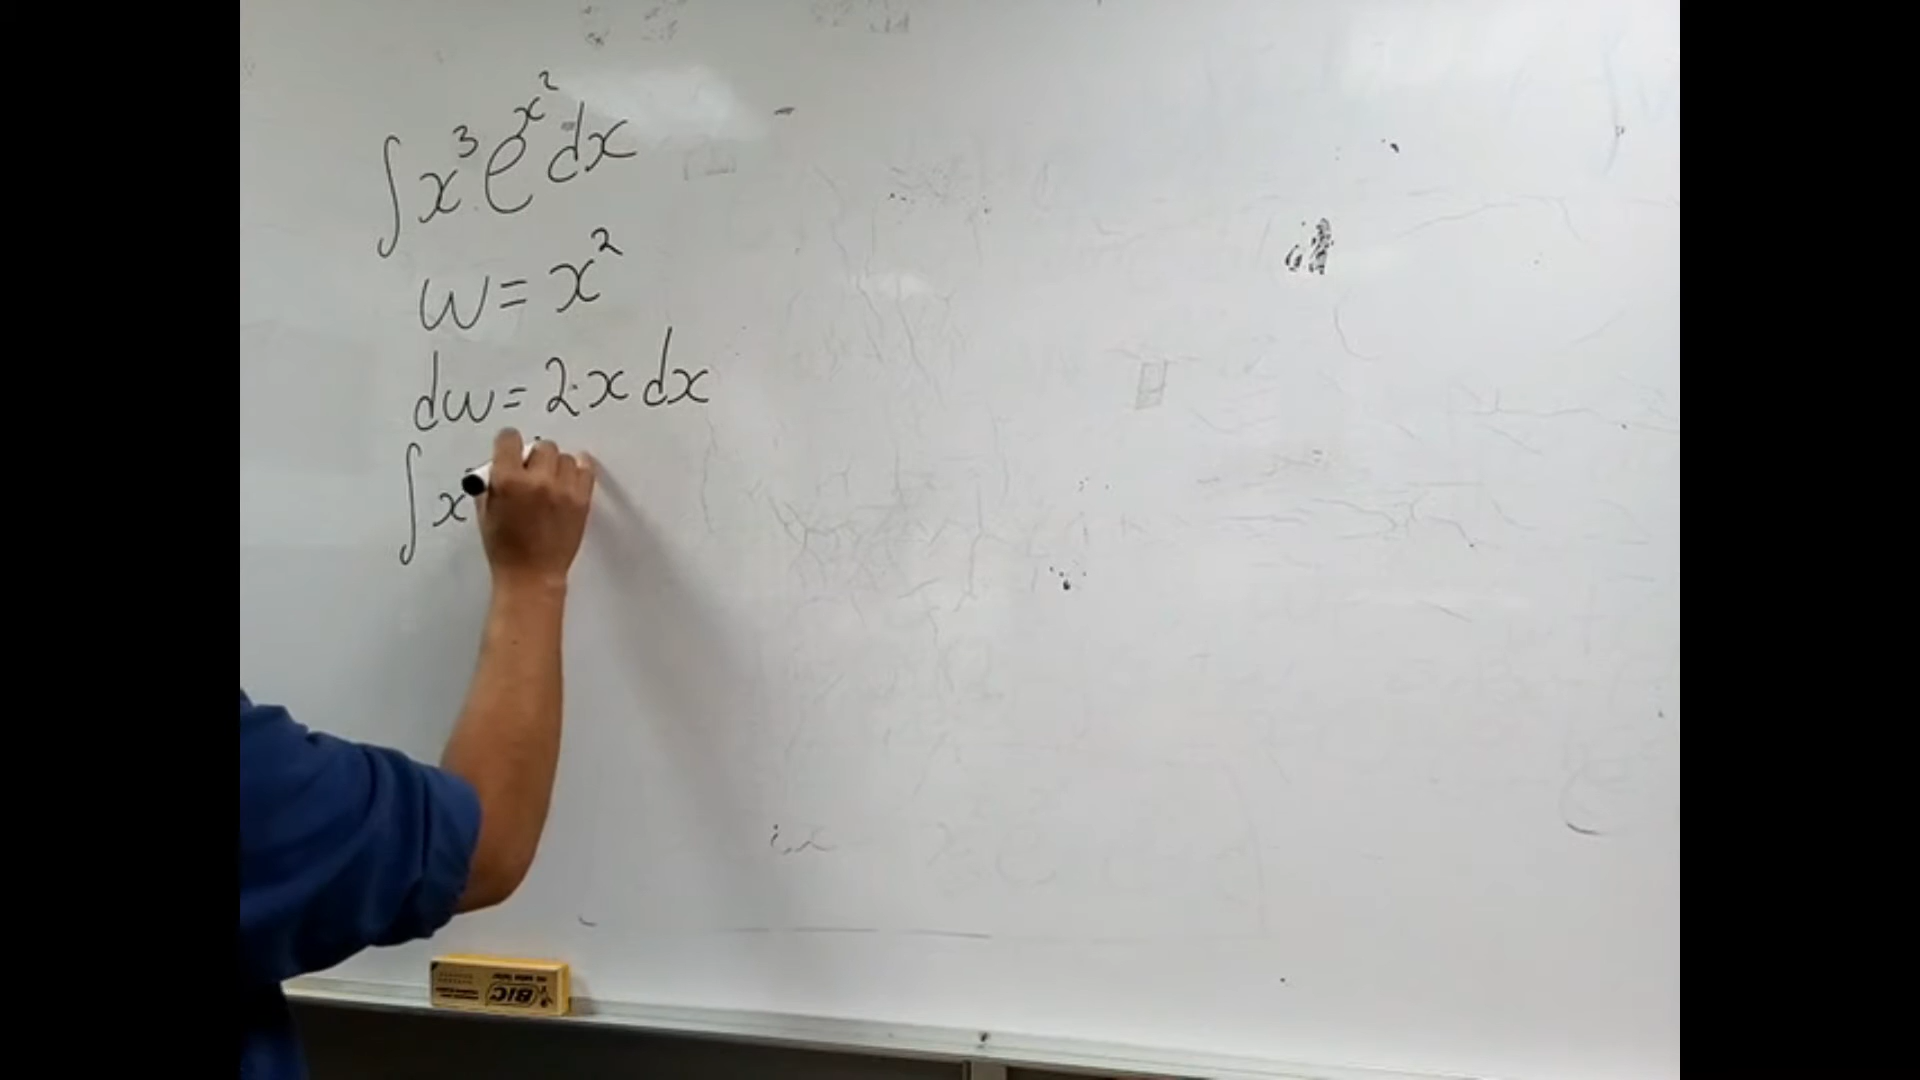 ∫x³e^x² dx
w = x²
dw = 2·x dx
∫x
BIC